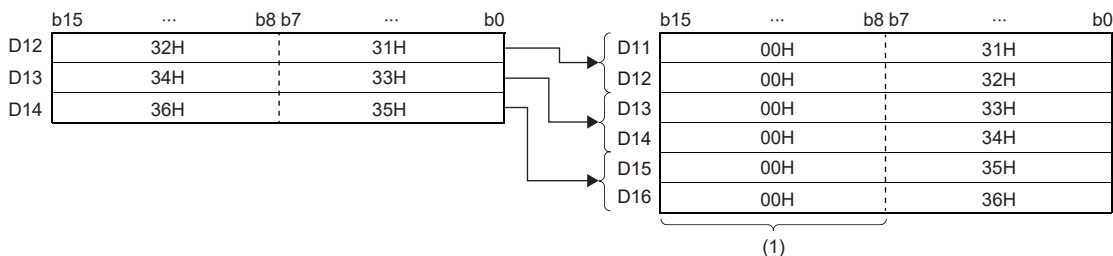 b15 ··· b8 b7 ··· b0 b15 ··· b8 b7 ··· b0
D12 32H 31H D11 00H 31H
D13 34H 33H D12 00H 32H
D14 36H 35H D13 00H 33H
D14 00H 34H
D15 00H 35H
D16 00H 36H
(1)